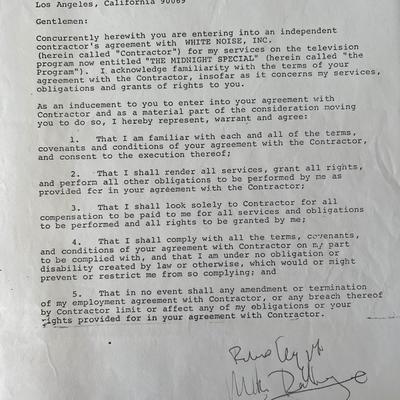 Los Angeles, California 90069
Gentlemen:
Concurrently herewith you are entering into an independent
contractor's agreement with WHITE NOISE, INC.
(herein called "Contractor") for my services on the television
program now entitled "THE MIDNIGHT SPECIAL" (herein called "the
Program"). I acknowledge familiarity with the terms of your
agreement with the Contractor, insofar as it concerns my services,
obligations and grants of rights to you.
As an inducement to you to enter into your agreement with
Contractor and as a material part of the consideration moving
you to do so, I hereby represent, warrant and agree:
1. That I am familiar with each and all of the terms,
covenants and conditions of your agreement with the Contractor,
and consent to the execution thereof;
2. That I shall render all services, grant all rights,
and perform all other obligations to be performed by me as
provided for in your agreement with the Contractor;
3. That I shall look solely to Contractor for all
compensation to be paid to me for all services and obligations
to be performed and all rights to be granted by me;
4. That I shall comply with all the terms, covenants,
and conditions of your agreement with Contractor on my part
to be complied with, and that I am under no obligation or
disability created by law or otherwise, which would or might
prevent or restrict me from so complying; and
5. That in no event shall any amendment or termination
of my employment agreement with Contractor, or any breach thereof
by Contractor limit or affect any of my obligations or your
rights provided for in your agreement with Contractor.